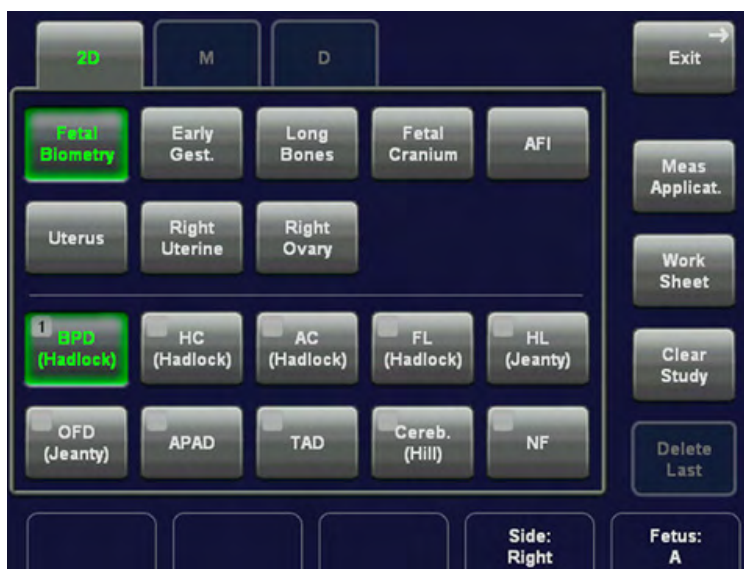 2D
M
D
Exit
Fetal
Biometry
Early
Gest.
Long
Bones
Fetal
Cranium
AFI
Meas
Applicat.
Uterus
Right
Uterine
Right
Ovary
Work
Sheet
1
BPD
(Hadlock)
HC
(Hadlock)
AC
(Hadlock)
FL
(Hadlock)
HL
(Jeanty)
Clear
Study
OFD
(Jeanty)
APAD
TAD
Cereb.
(Hill)
NF
Delete
Last
Side:
Right
Fetus:
A